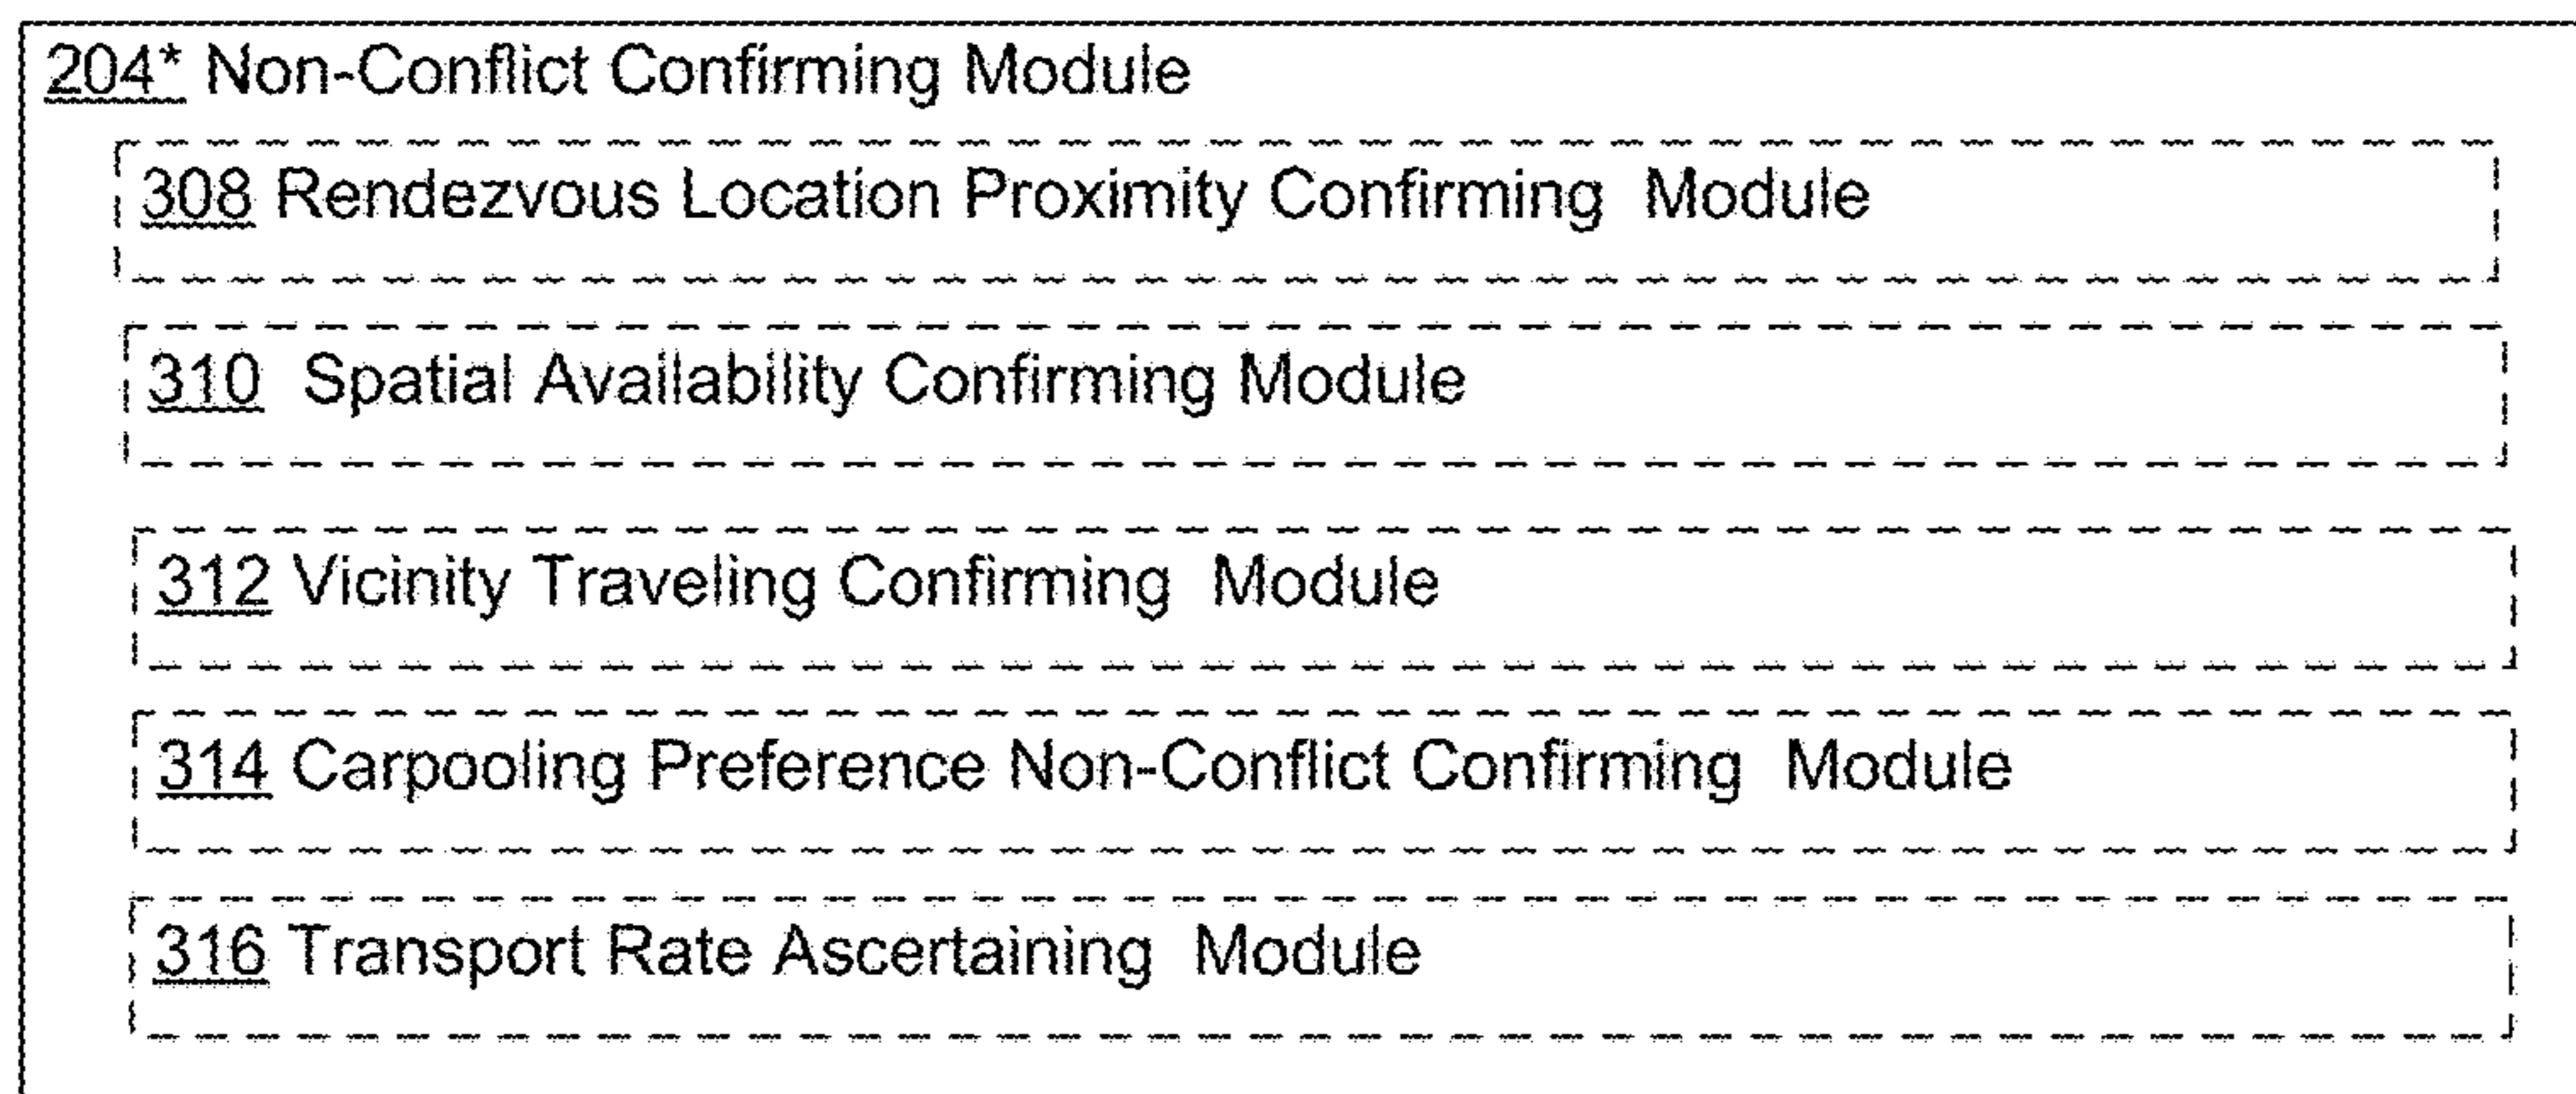 204* Non-Conflict Confirming Module
308 Rendezvous Location Proximity Confirming Module
310 Spatial Availability Confirming Module
312 Vicinity Traveling Confirming Module
314 Carpooling Preference Non-Conflict Confirming Module
316 Transport Rate Ascertaining Module